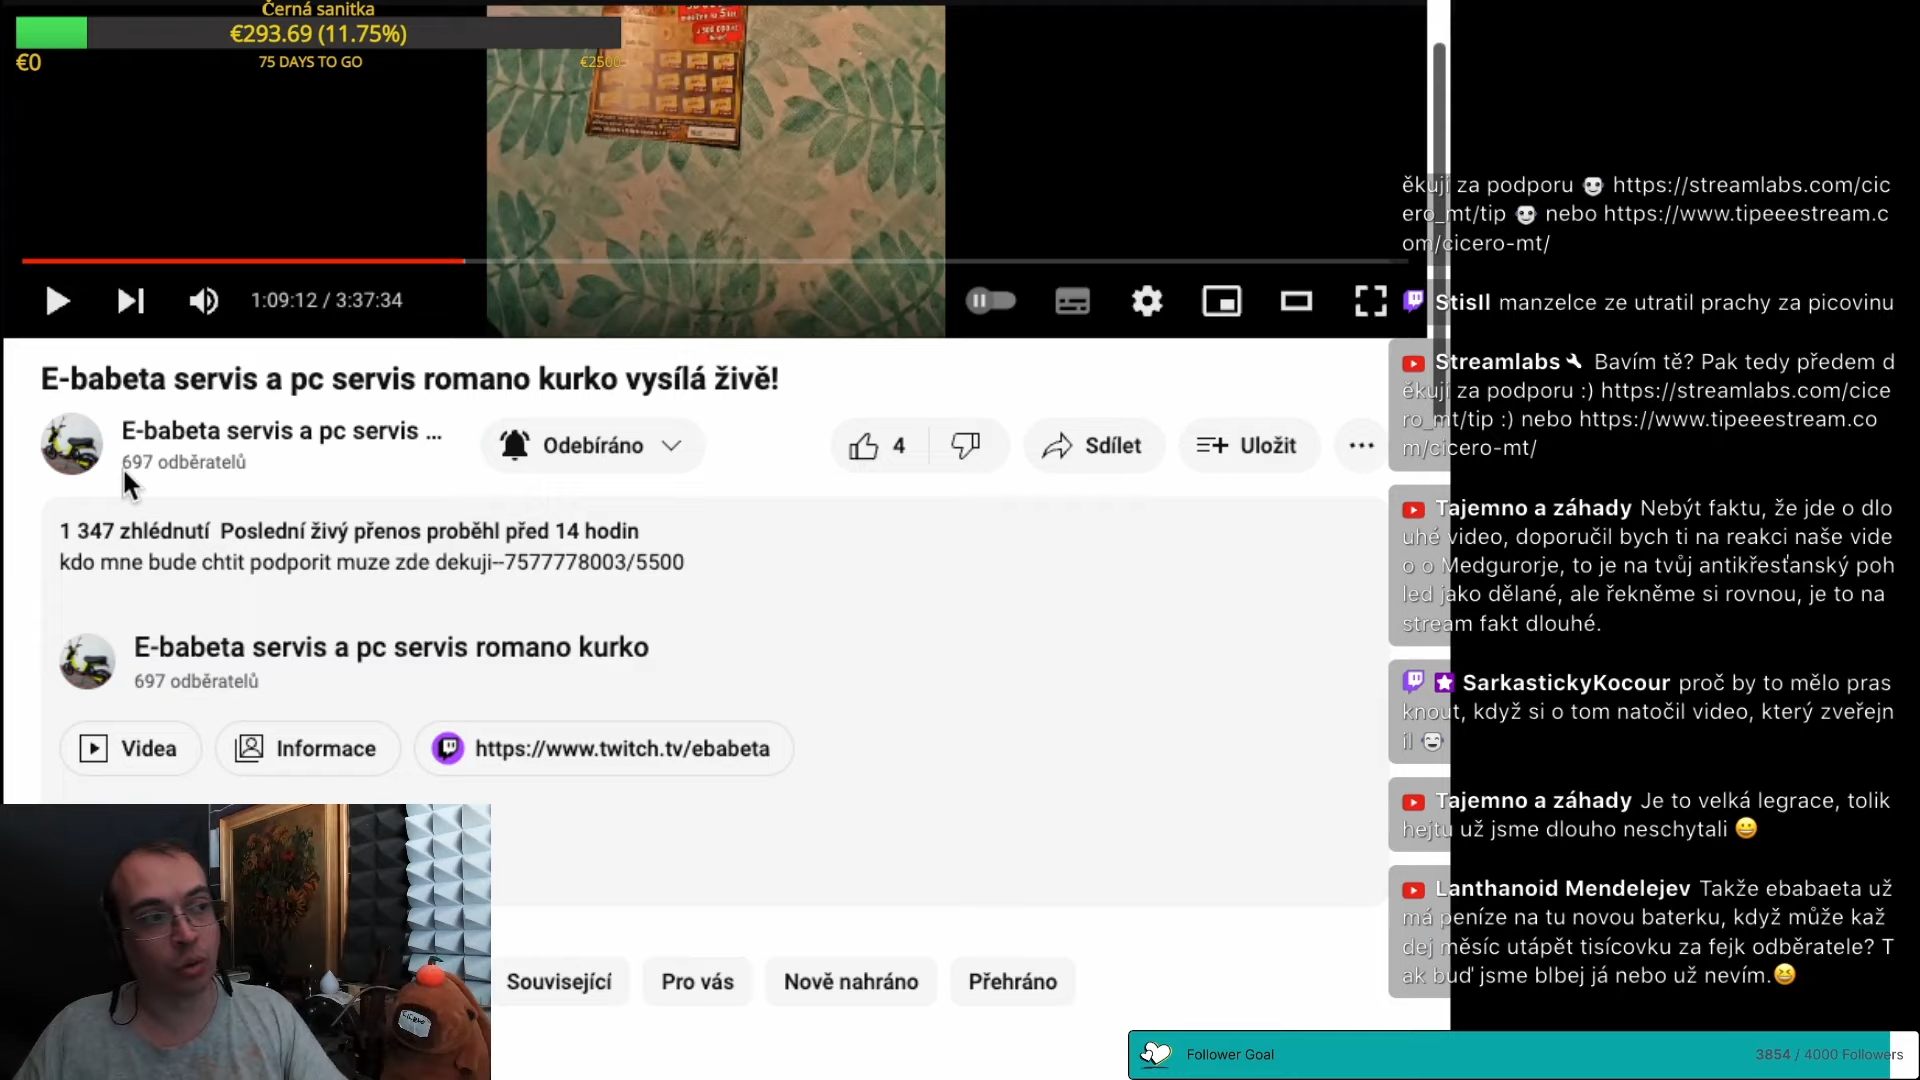 Černá sanitka
€293.69 (11.75%)
€0
75 DAYS TO GO
€2500
1:09:12 / 3:37:34
E-babeta servis a pc servis romano kurko vysílá živě!
E-babeta servis a pc servis ...
697 odběratelů
Odebíráno
4
Sdílet
Uložit
1 347 zhlédnutí Poslední živý přenos proběhl před 14 hodin
kdo mne bude chtit podporit muze zde dekuji--7577778003/5500
E-babeta servis a pc servis romano kurko
697 odběratelů
Videa
Informace
https://www.twitch.tv/ebabeta
Související
Pro vás
Nově nahráno
Přehráno
ěkují za podporu https://streamlabs.com/cic
ero_mt/tip nebo https://www.tipeeestream.c
om/cicero-mt/
StisII manzelce ze utratil prachy za picovinu
Streamlabs Bavím tě? Pak tedy předem d
ěkují za podporu :) https://streamlabs.com/cice
ro_mt/tip :) nebo https://www.tipeeestream.co
m/cicero-mt/
Tajemno a záhady Nebýt faktu, že jde o dlo
uhé video, doporučil bych ti na reakci naše vide
o o Medgurorje, to je na tvůj antikřesťanský poh
led jako dělané, ale řekněme si rovnou, je to na
stream fakt dlouhé.
SarkastickyKocour proč by to mělo pras
knout, když si o tom natočil video, který zveřejn
il
Tajemno a záhady Je to velká legrace, tolik
hejtu už jsme dlouho neschytali
Lanthanoid Mendelejev Takže ebabaeta už
má peníze na tu novou baterku, když může kaž
dej měsíc utápět tisícovku za fejk odběratele? T
ak buď jsme blbej já nebo už nevím.
Follower Goal
3854 / 4000 Followers